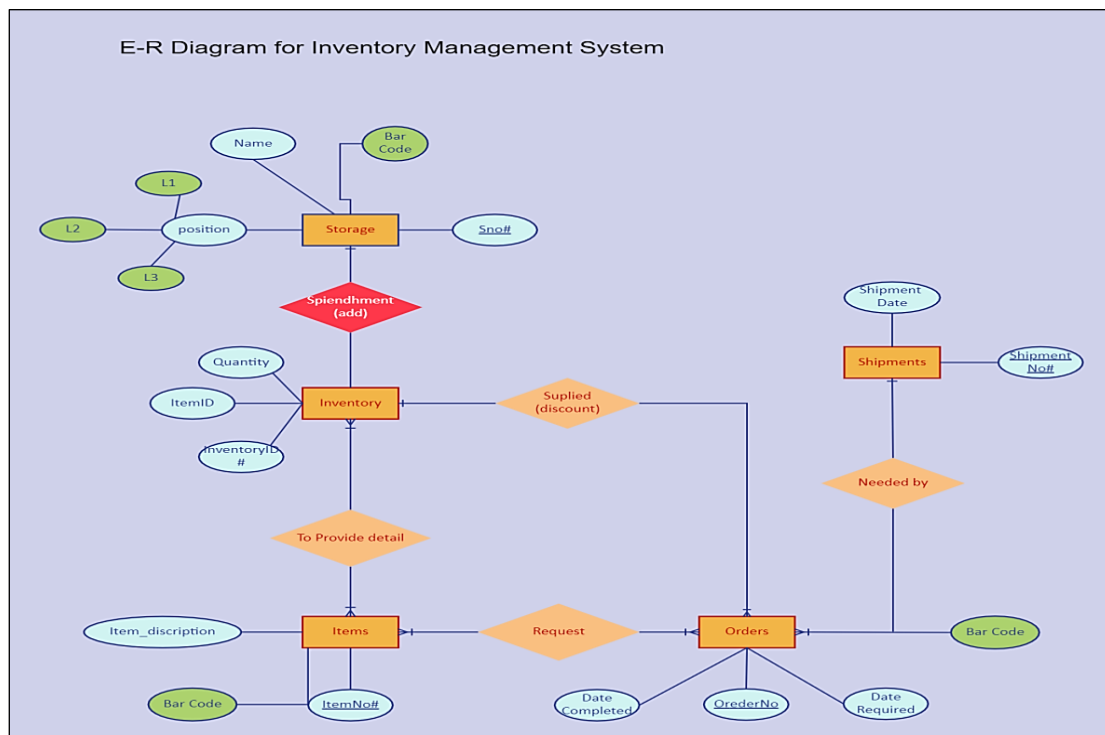 E-R Diagram for Inventory Management System
Name
Bar
Code
L1
L2
position
Storage
Sno#
L3
Spiendhment
(add)
Shipment
Date
Quantity
Shipments
Shipment
No#
ItemID
Inventory
Suplied
(discount)
InventoryID
#
Needed by
To Provide detail
Item_discription
Items
Request
Orders
Bar Code
Bar Code
ItemNo#
Date
Completed
OrederNo
Date
Required